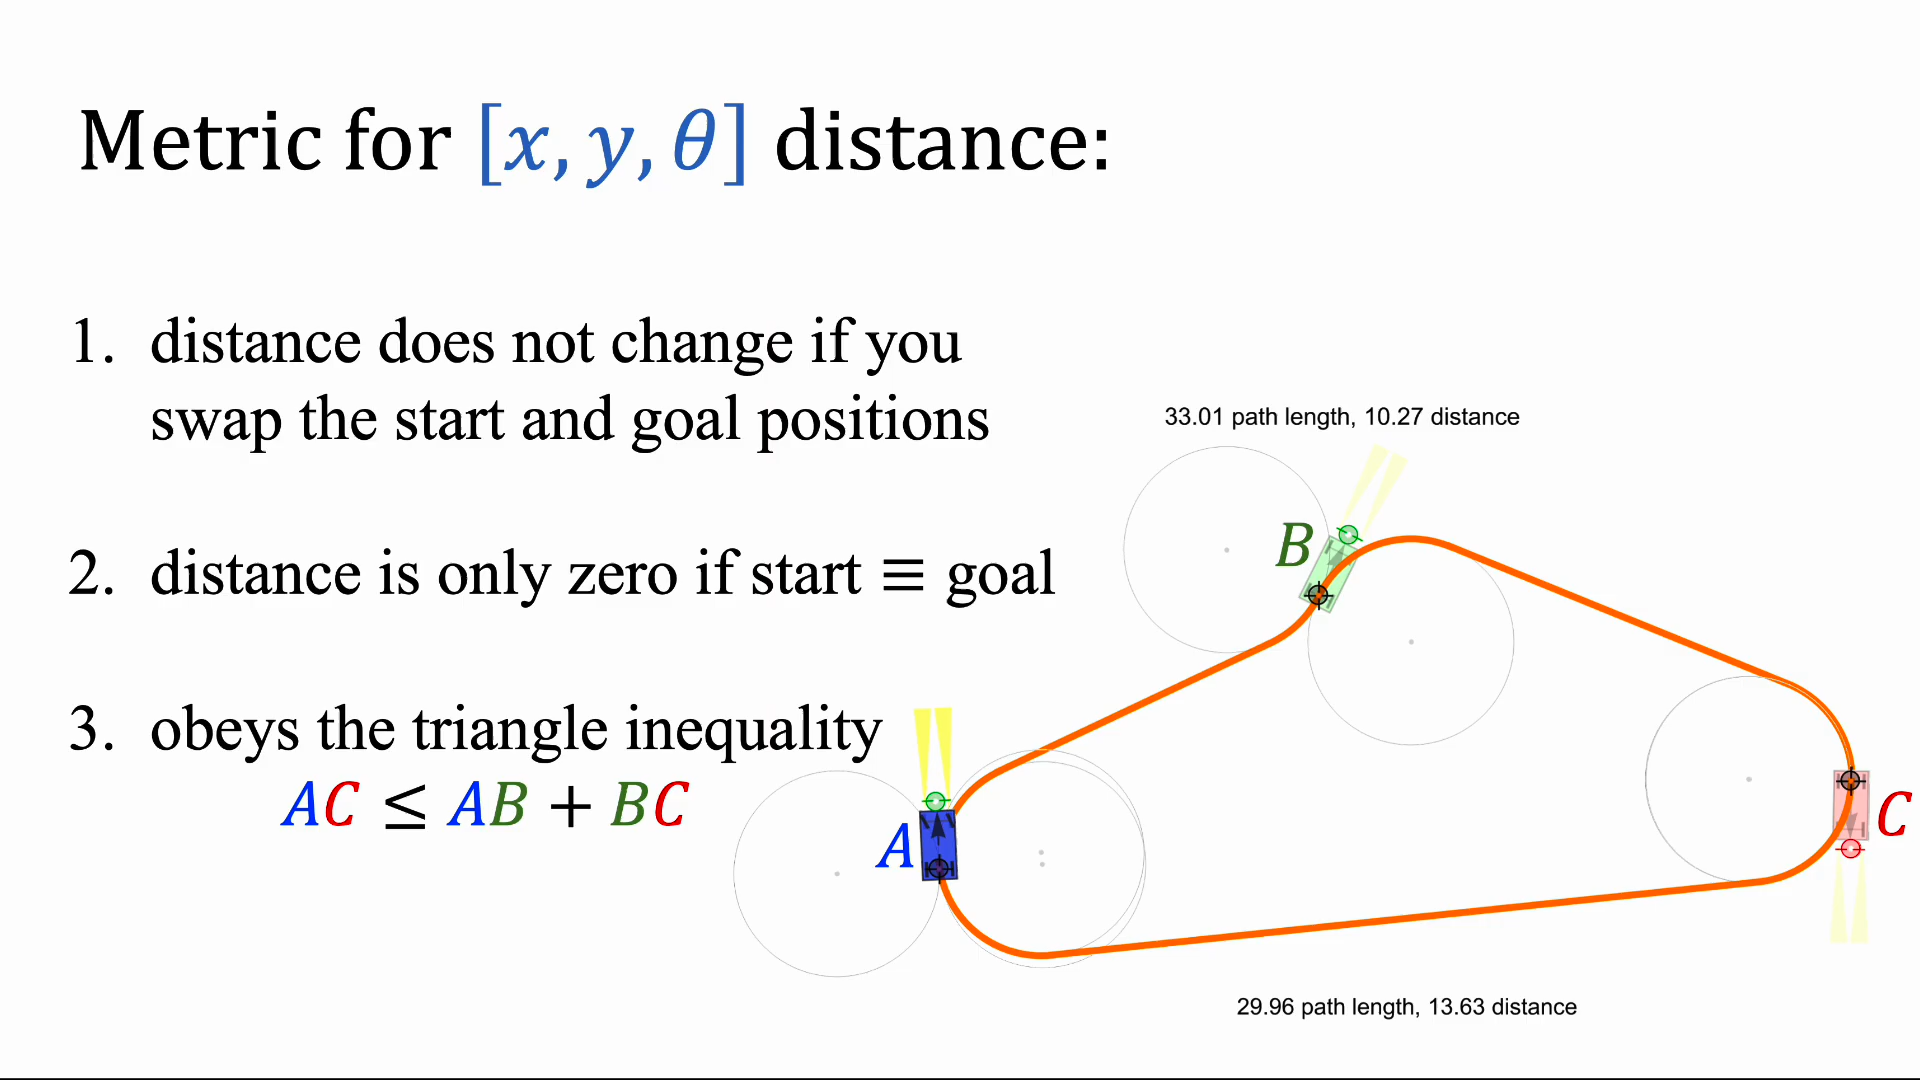 Metric for [x, y, θ] distance:
1. distance does not change if you
swap the start and goal positions
2. distance is only zero if start ≡ goal
3. obeys the triangle inequality
AC ≤ AB + BC
33.01 path length, 10.27 distance
B
A
C
29.96 path length, 13.63 distance